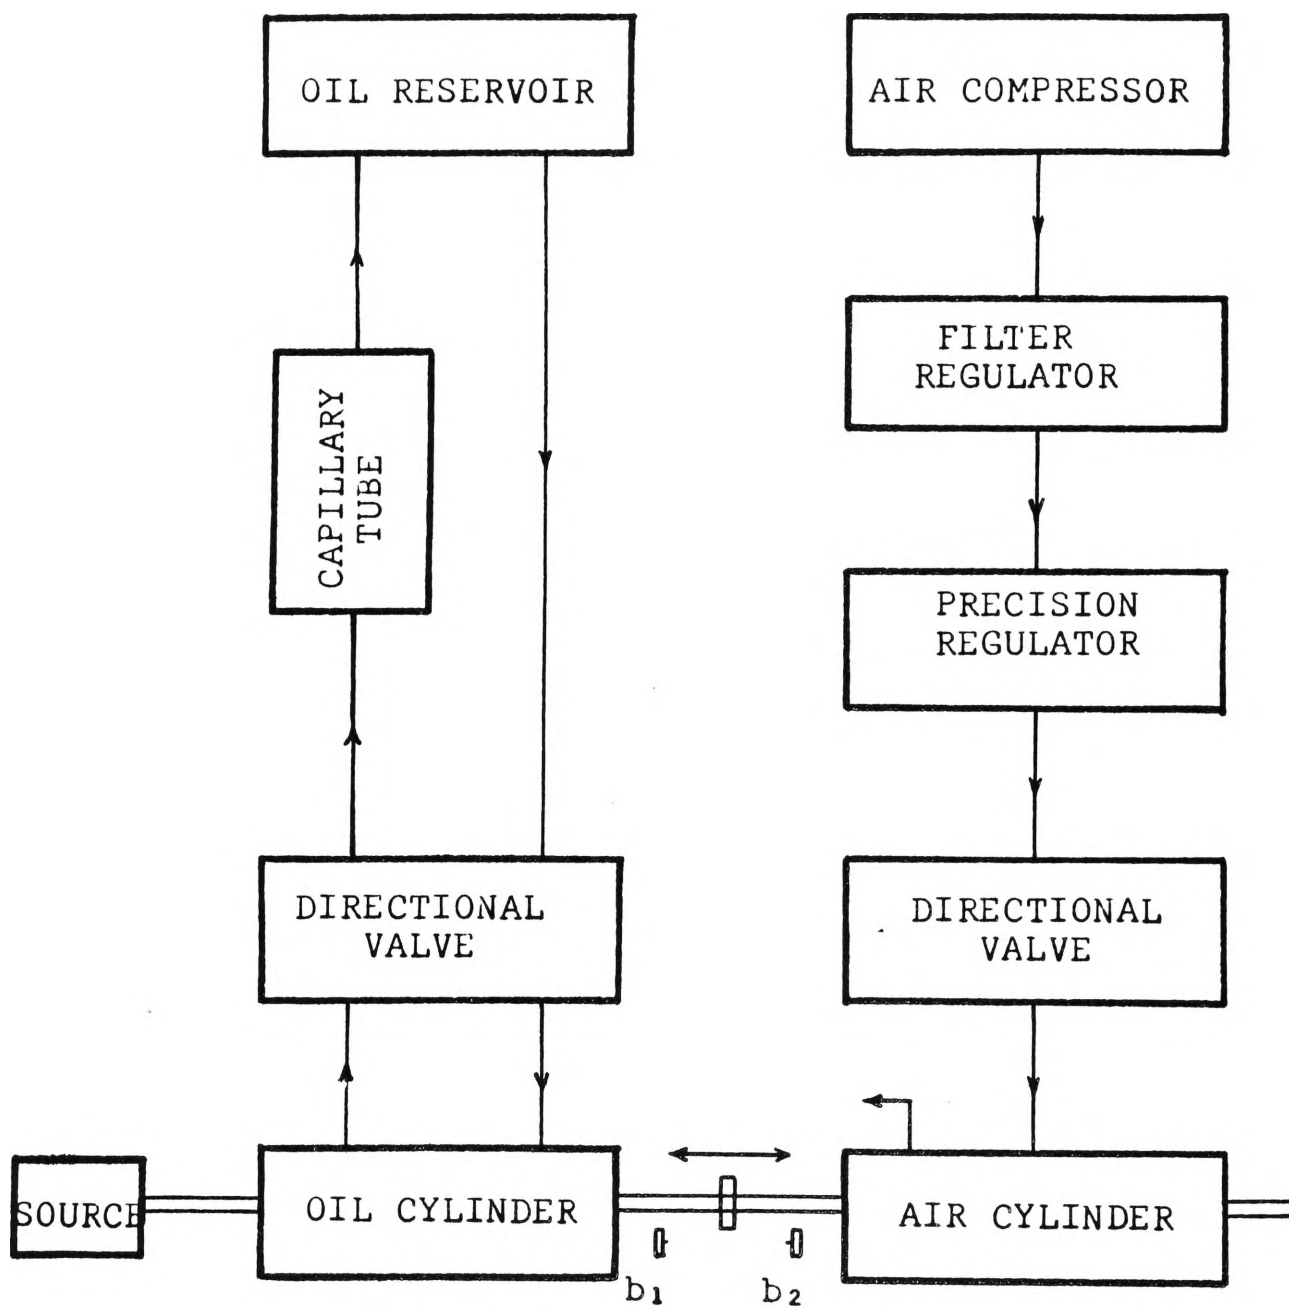 OIL RESERVOIR
AIR COMPRESSOR
FILTER
REGULATOR
CAPILLARY
TUBE
PRECISION
REGULATOR
DIRECTIONAL
VALVE
DIRECTIONAL
VALVE
SOURCE
OIL CYLINDER
AIR CYLINDER
b1
b2